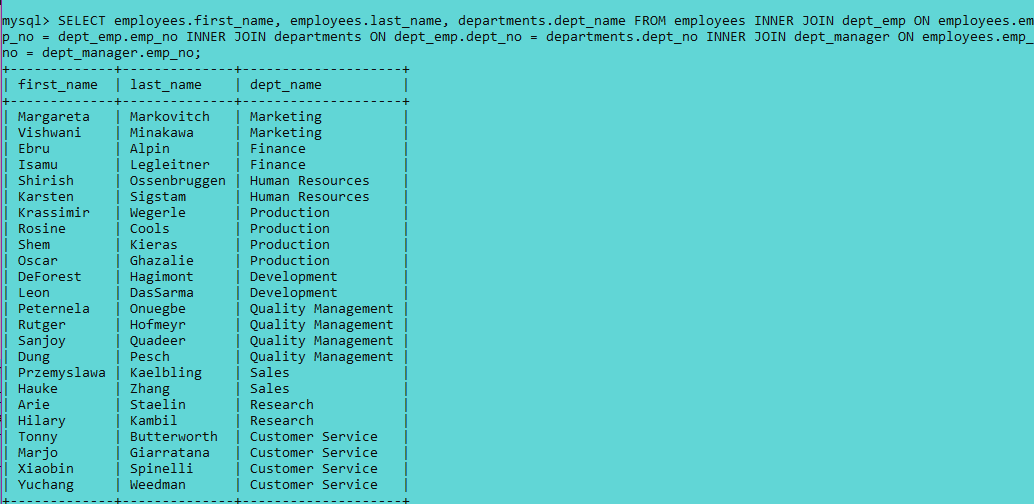 mysql> SELECT employees.first_name, employees.last_name, departments.dept_name FROM employees INNER JOIN dept_emp ON employees.em
p_no = dept_emp.emp_no INNER JOIN departments ON dept_emp.dept_no = departments.dept_no INNER JOIN dept_manager ON employees.emp_
no = dept_manager.emp_no;
+-------------+--------------+--------------------+
| first_name  | last_name    | dept_name          |
+-------------+--------------+--------------------+
| Margareta   | Markovitch   | Marketing          |
| Vishwani    | Minakawa     | Marketing          |
| Ebru        | Alpin        | Finance            |
| Isamu       | Legleitner   | Finance            |
| Shirish     | Ossenbruggen | Human Resources    |
| Karsten     | Sigstam      | Human Resources    |
| Krassimir   | Wegerle      | Production         |
| Rosine      | Cools        | Production         |
| Shem        | Kieras       | Production         |
| Oscar       | Ghazalie     | Production         |
| DeForest    | Hagimont     | Development        |
| Leon        | DasSarma     | Development        |
| Peternela   | Onuegbe      | Quality Management |
| Rutger      | Hofmeyr      | Quality Management |
| Sanjoy      | Quadeer      | Quality Management |
| Dung        | Pesch        | Quality Management |
| Przemyslawa | Kaelbling    | Sales              |
| Hauke       | Zhang        | Sales              |
| Arie        | Staelin      | Research           |
| Hilary      | Kambil       | Research           |
| Tonny       | Butterworth  | Customer Service   |
| Marjo       | Giarratana   | Customer Service   |
| Xiaobin     | Spinelli     | Customer Service   |
| Yuchang     | Weedman      | Customer Service   |
+-------------+--------------+--------------------+